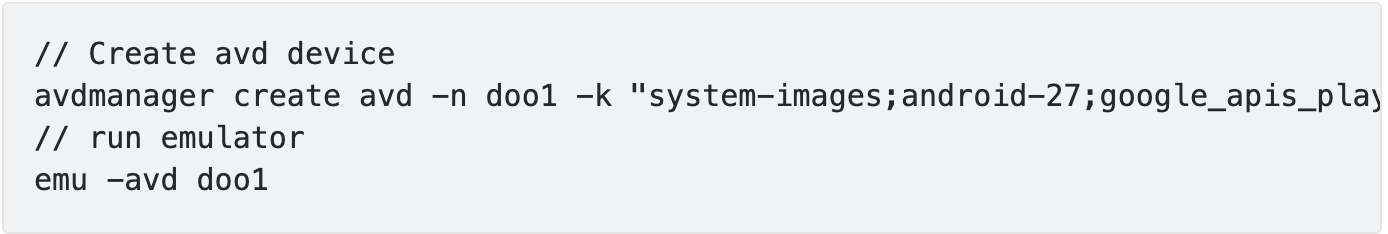 // Create avd device
avdmanager create avd -n doo1 -k "system-images;android-27;google_apis_play
// run emulator
emu -avd doo1